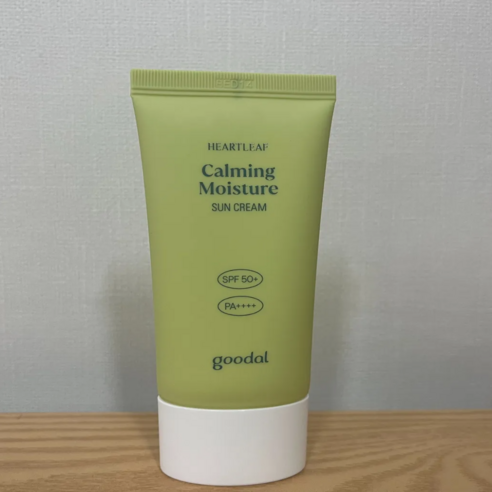 HEARTLEAF
Calming
Moisture
SUN CREAM
SPF 50+
PA++++
goodal